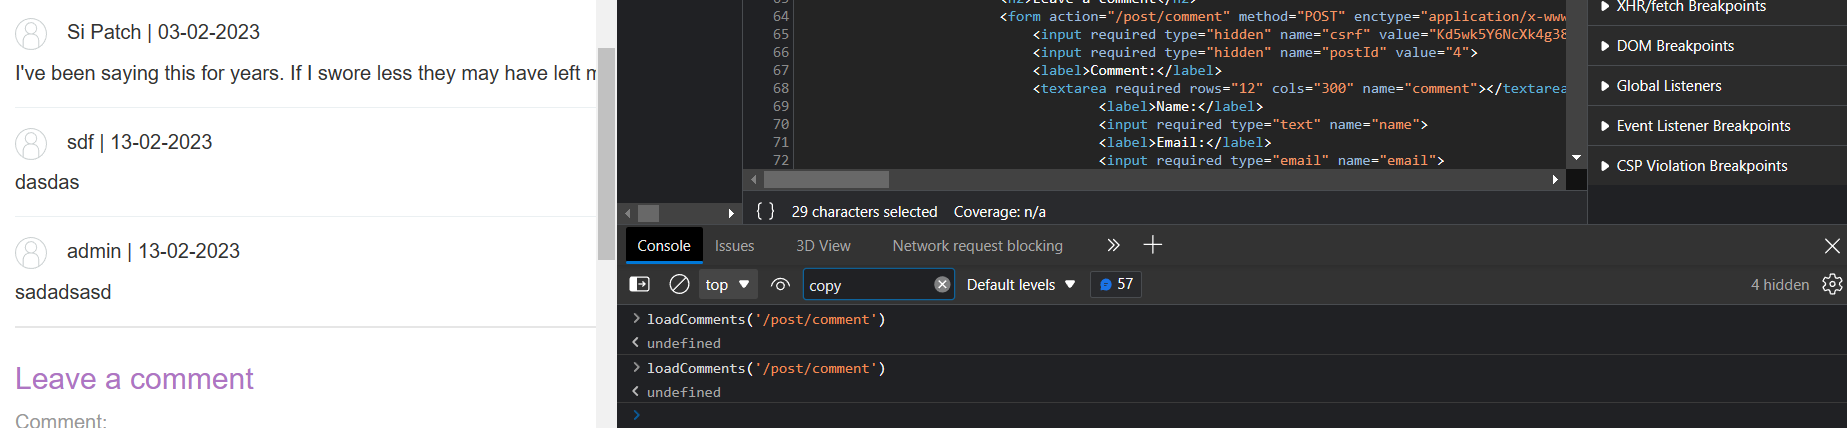 Si Patch | 03-02-2023
I've been saying this for years. If I swore less they may have left
sdf | 13-02-2023
dasdas
admin | 13-02-2023
sadadsasd
Leave a comment
Comment:
64 <form action="/post/comment" method="POST" enctype="application/x-www
65 <input required type="hidden" name="csrf" value="Kd5wk5Y6NcXk4g38
66 <input required type="hidden" name="postId" value="4">
67 <label>Comment:</label>
68 <textarea required rows="12" cols="300" name="comment"></textarea
69 <label>Name:</label>
70 <input required type="text" name="name">
71 <label>Email:</label>
72 <input required type="email" name="email">
{ } 29 characters selected Coverage: n/a
XHR/fetch Breakpoints
DOM Breakpoints
Global Listeners
Event Listener Breakpoints
CSP Violation Breakpoints
Console Issues 3D View Network request blocking
top copy Default levels 57 4 hidden
loadComments('/post/comment')
undefined
loadComments('/post/comment')
undefined